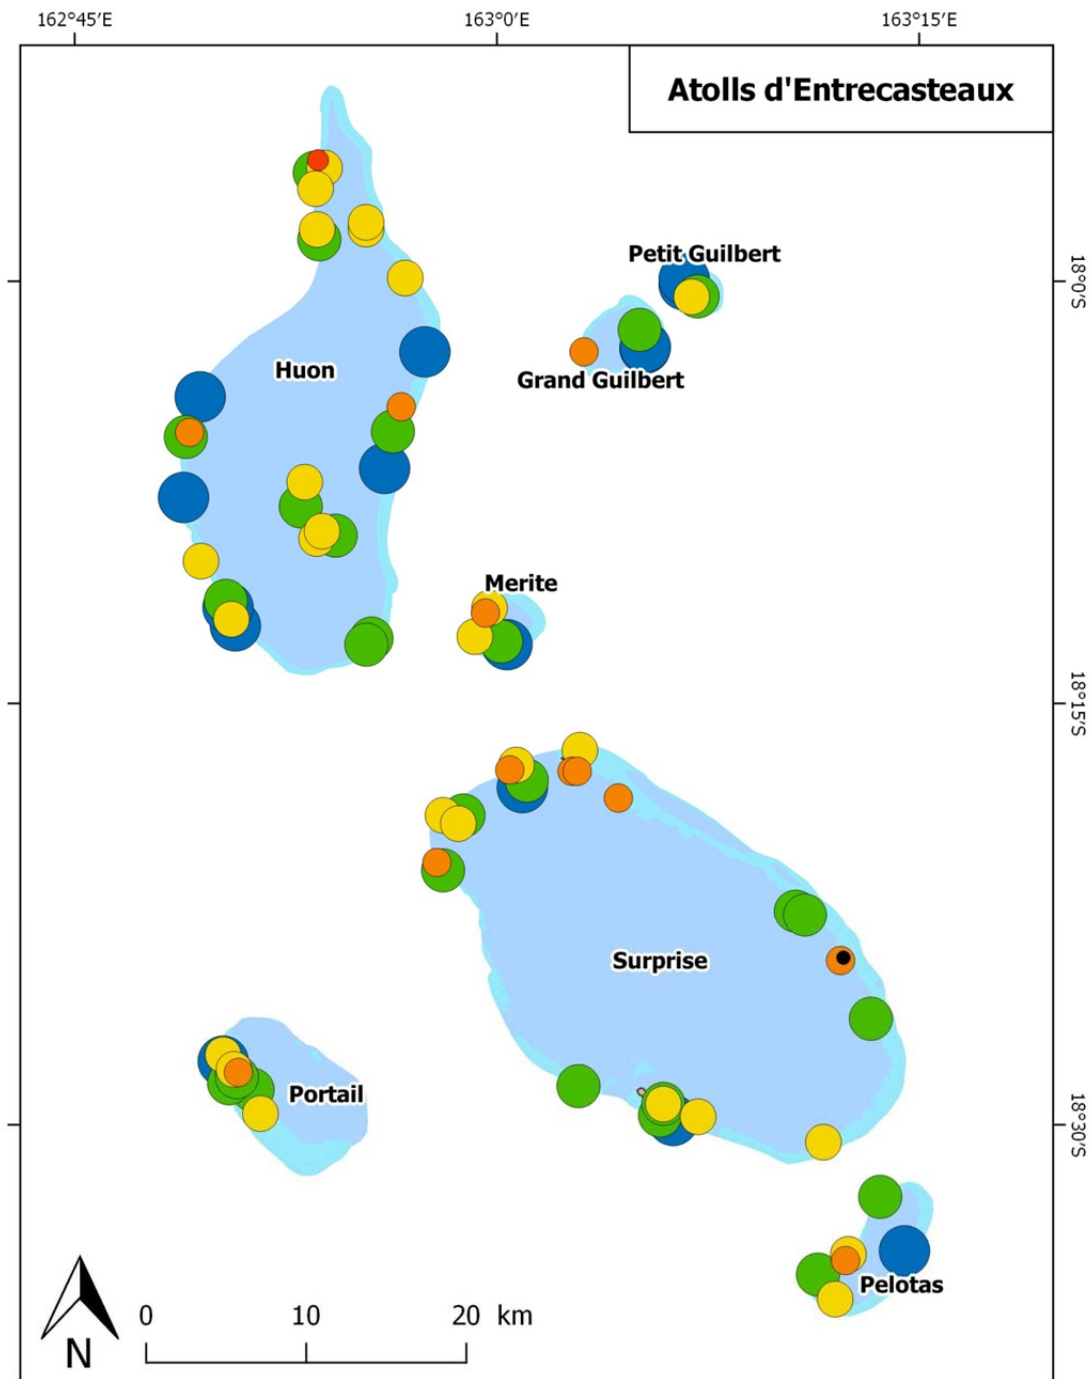 162°45'E
163°0'E
163°15'E
Atolls d'Entrecasteaux
Petit Guilbert
18°0'S
Huon
Grand Guilbert
Merite
18°15'S
Surprise
Portail
18°30'S
Pelotas
0 10 20 km
N